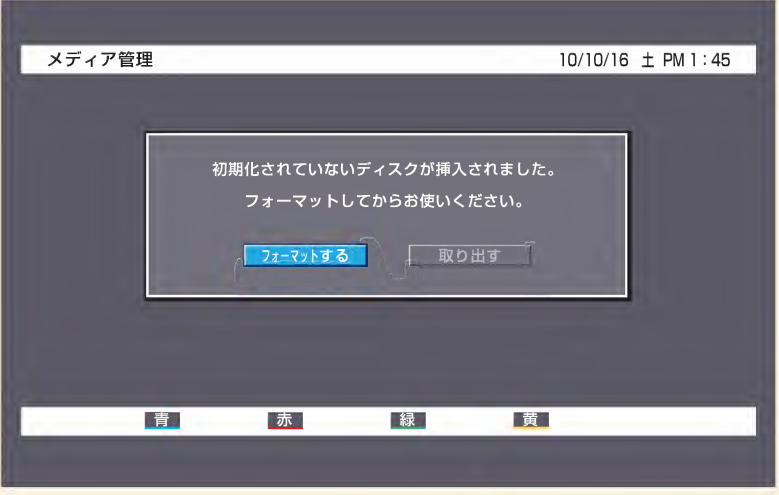 メディア管理
10/10/16 土 PM 1:45
初期化されていないディスクが挿入されました。
フォーマットしてからお使いください。
フォーマットする
取り出す
青 赤 緑 黄